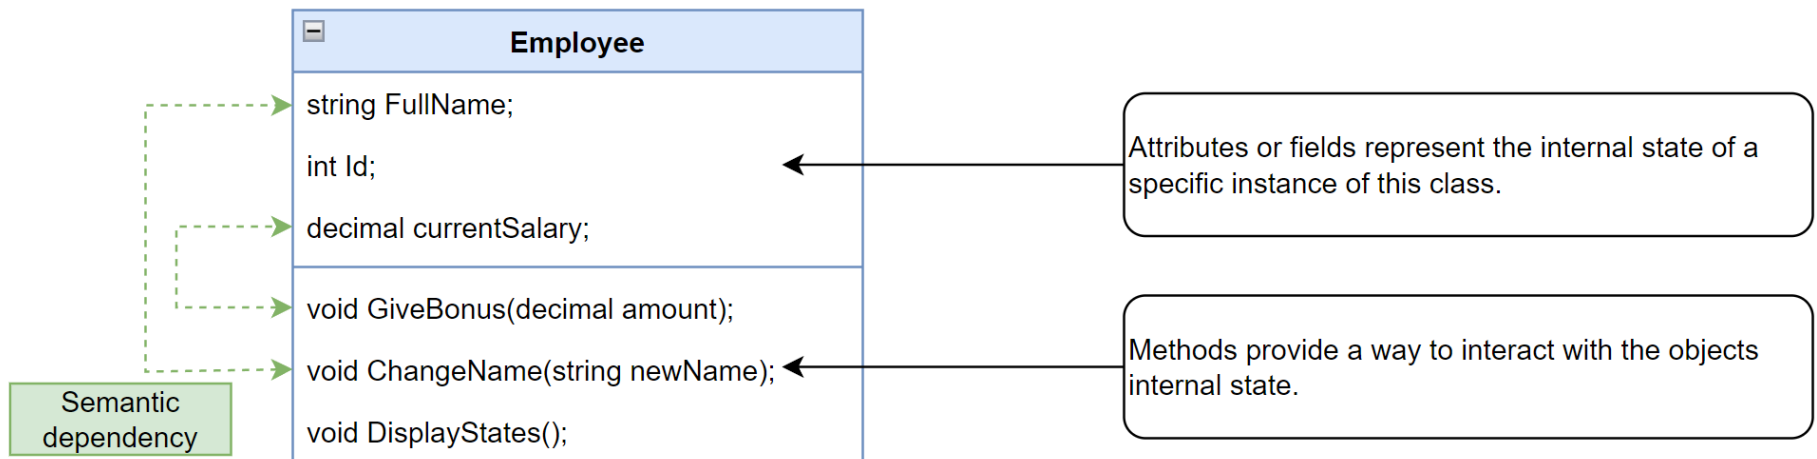 Employee
string FullName;
int Id;
decimal currentSalary;
void GiveBonus(decimal amount);
void ChangeName(string newName);
void DisplayStates();
Attributes or fields represent the internal state of a
specific instance of this class.
Methods provide a way to interact with the objects
internal state.
Semantic
dependency